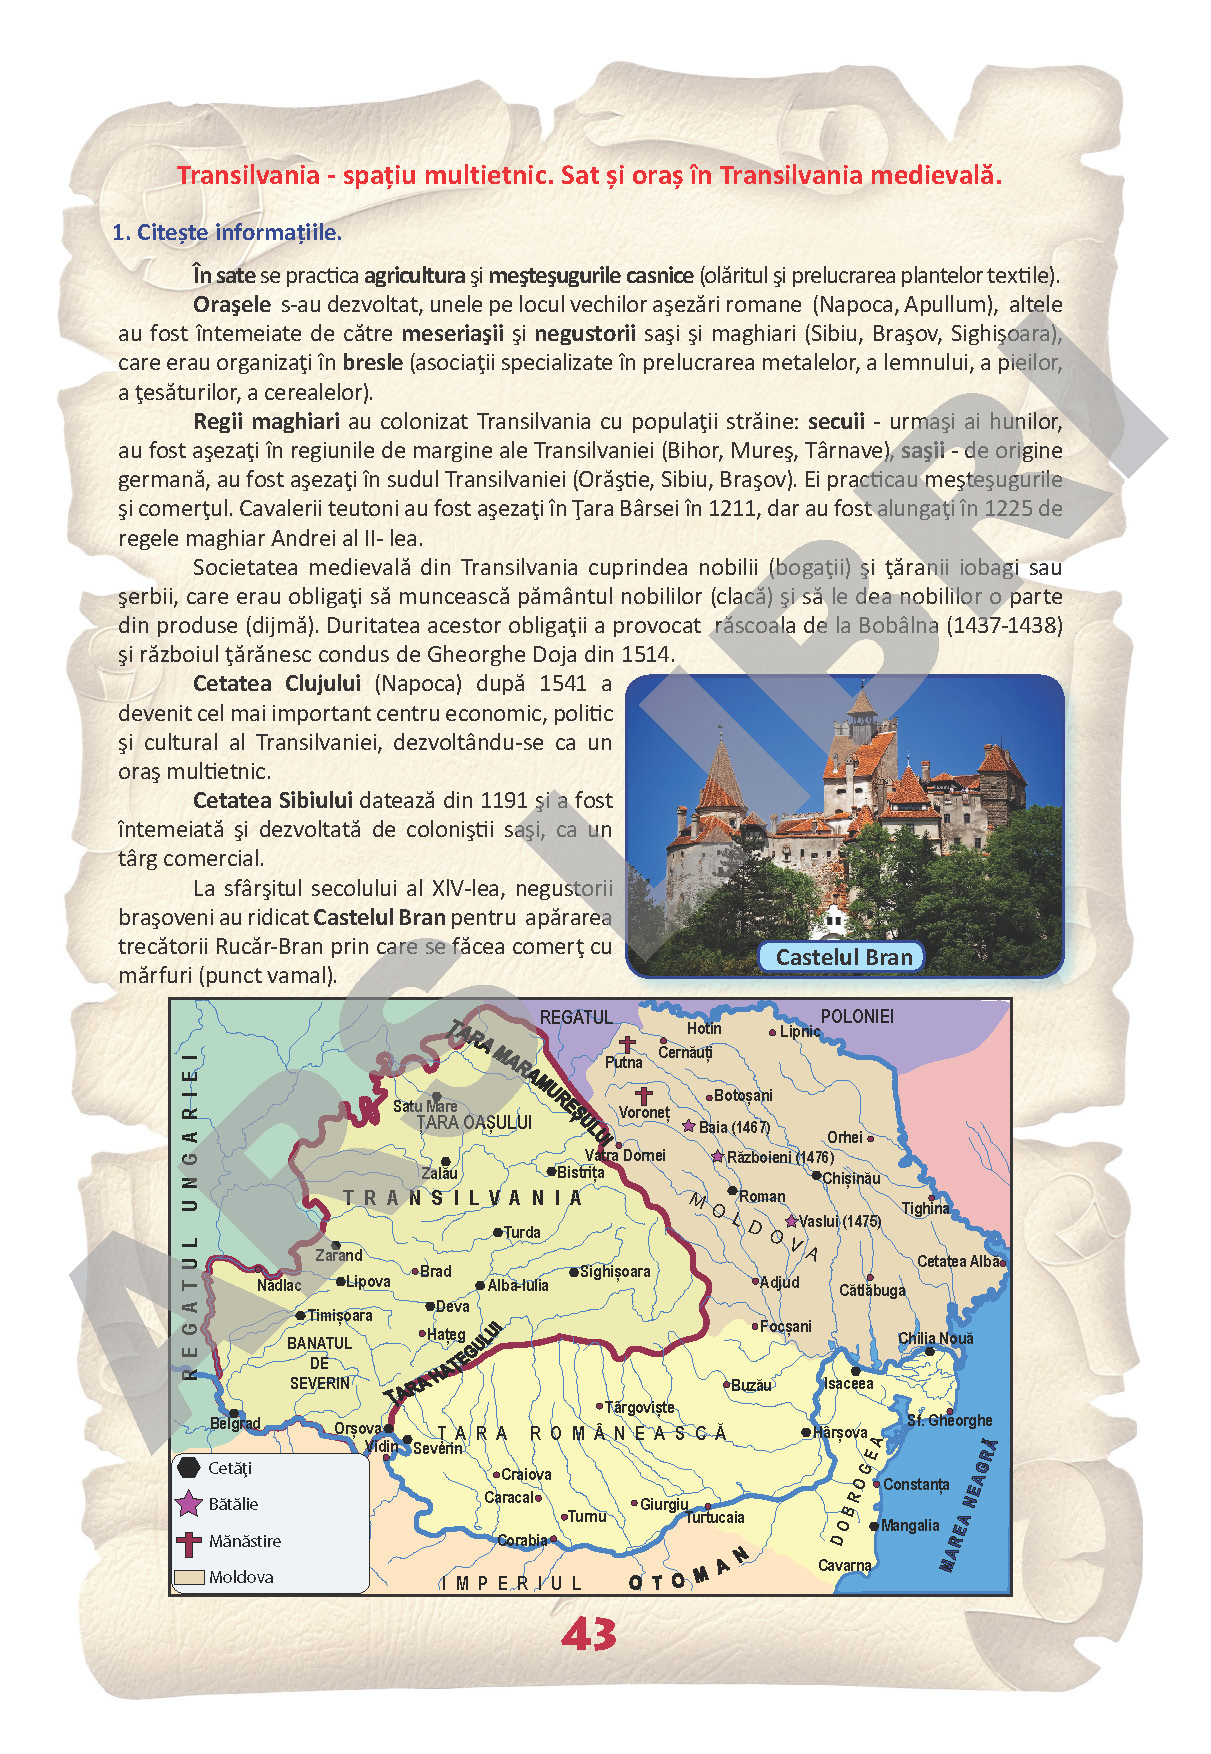 Transilvania - spațiu multietnic. Sat și oraș în Transilvania medievală.
1. Citește informațiile.
În sate se practica agricultura şi meşteşugurile casnice (olăritul şi prelucrarea plantelor textile).
Oraşele s-au dezvoltat, unele pe locul vechilor aşezări romane (Napoca, Apullum), altele
au fost întemeiate de către meseriaşii şi negustorii saşi şi maghiari (Sibiu, Braşov, Sighişoara),
care erau organizaţi în bresle (asociaţii specializate în prelucrarea metalelor, a lemnului, a pieilor,
a ţesăturilor, a cerealelor).
Regii maghiari au colonizat Transilvania cu populaţii străine: secuii - urmaşi ai hunilor,
au fost aşezaţi în regiunile de margine ale Transilvaniei (Bihor, Mureş, Târnave), saşii - de origine
germană, au fost aşezaţi în sudul Transilvaniei (Orăştie, Sibiu, Braşov). Ei practicau meşteşugurile
şi comerţul. Cavalerii teutoni au fost aşezaţi în Ţara Bârsei în 1211, dar au fost alungaţi în 1225 de
regele maghiar Andrei al II- lea.
Societatea medievală din Transilvania cuprindea nobilii (bogaţii) şi ţăranii iobagi sau
şerbii, care erau obligaţi să muncească pământul nobililor (clacă) şi să le dea nobililor o parte
din produse (dijmă). Duritatea acestor obligaţii a provocat răscoala de la Bobâlna (1437-1438)
şi războiul ţărănesc condus de Gheorghe Doja din 1514.
Cetatea Clujului (Napoca) după 1541 a
devenit cel mai important centru economic, politic
şi cultural al Transilvaniei, dezvoltându-se ca un
oraş multietnic.
Cetatea Sibiului datează din 1191 şi a fost
întemeiată şi dezvoltată de coloniştii saşi, ca un
târg comercial.
La sfârşitul secolului al XlV-lea, negustorii
braşoveni au ridicat Castelul Bran pentru apărarea
trecătorii Rucăr-Bran prin care se făcea comerţ cu
mărfuri (punct vamal).
Castelul Bran
REGATUL POLONIEI
REGATUL UNGARIEI
ȚARA MARAMUREȘULUI
Hotin
Lipnic
Cernăuți
Putna
Satu Mare
ȚARA OAȘULUI
Voroneț
Botoșani
Baia (1467)
Orhei
Vatra Dornei
Războieni (1476)
Zalău
Bistrița
Chișinău
TRANSILVANIA
Roman
MOLDOVA
Tighina
Vaslui (1475)
Turda
Zarand
Cetatea Albă
Nădlac
Lipova
Brad
Alba-Iulia
Sighișoara
Adjud
Cătlăbuga
Timișoara
Deva
Hațeg
Focșani
Chilia Nouă
BANATUL
DE
SEVERIN
ȚARA HAȚEGULUI
Buzău
Isaceea
Belgrad
Orșova
Târgoviște
Sf. Gheorghe
ȚARA ROMÂNEASCĂ
Hârșova
Vidin
Severin
DOBROGEA
Craiova
Constanța
Caracal
Giurgiu
Turnu
Turtucaia
Mangalia
MAREA NEAGRĂ
Corabia
Cavarna
IMPERIUL OTOMAN
Cetăți
Bătălie
Mănăstire
Moldova
43
ARS LIBRI